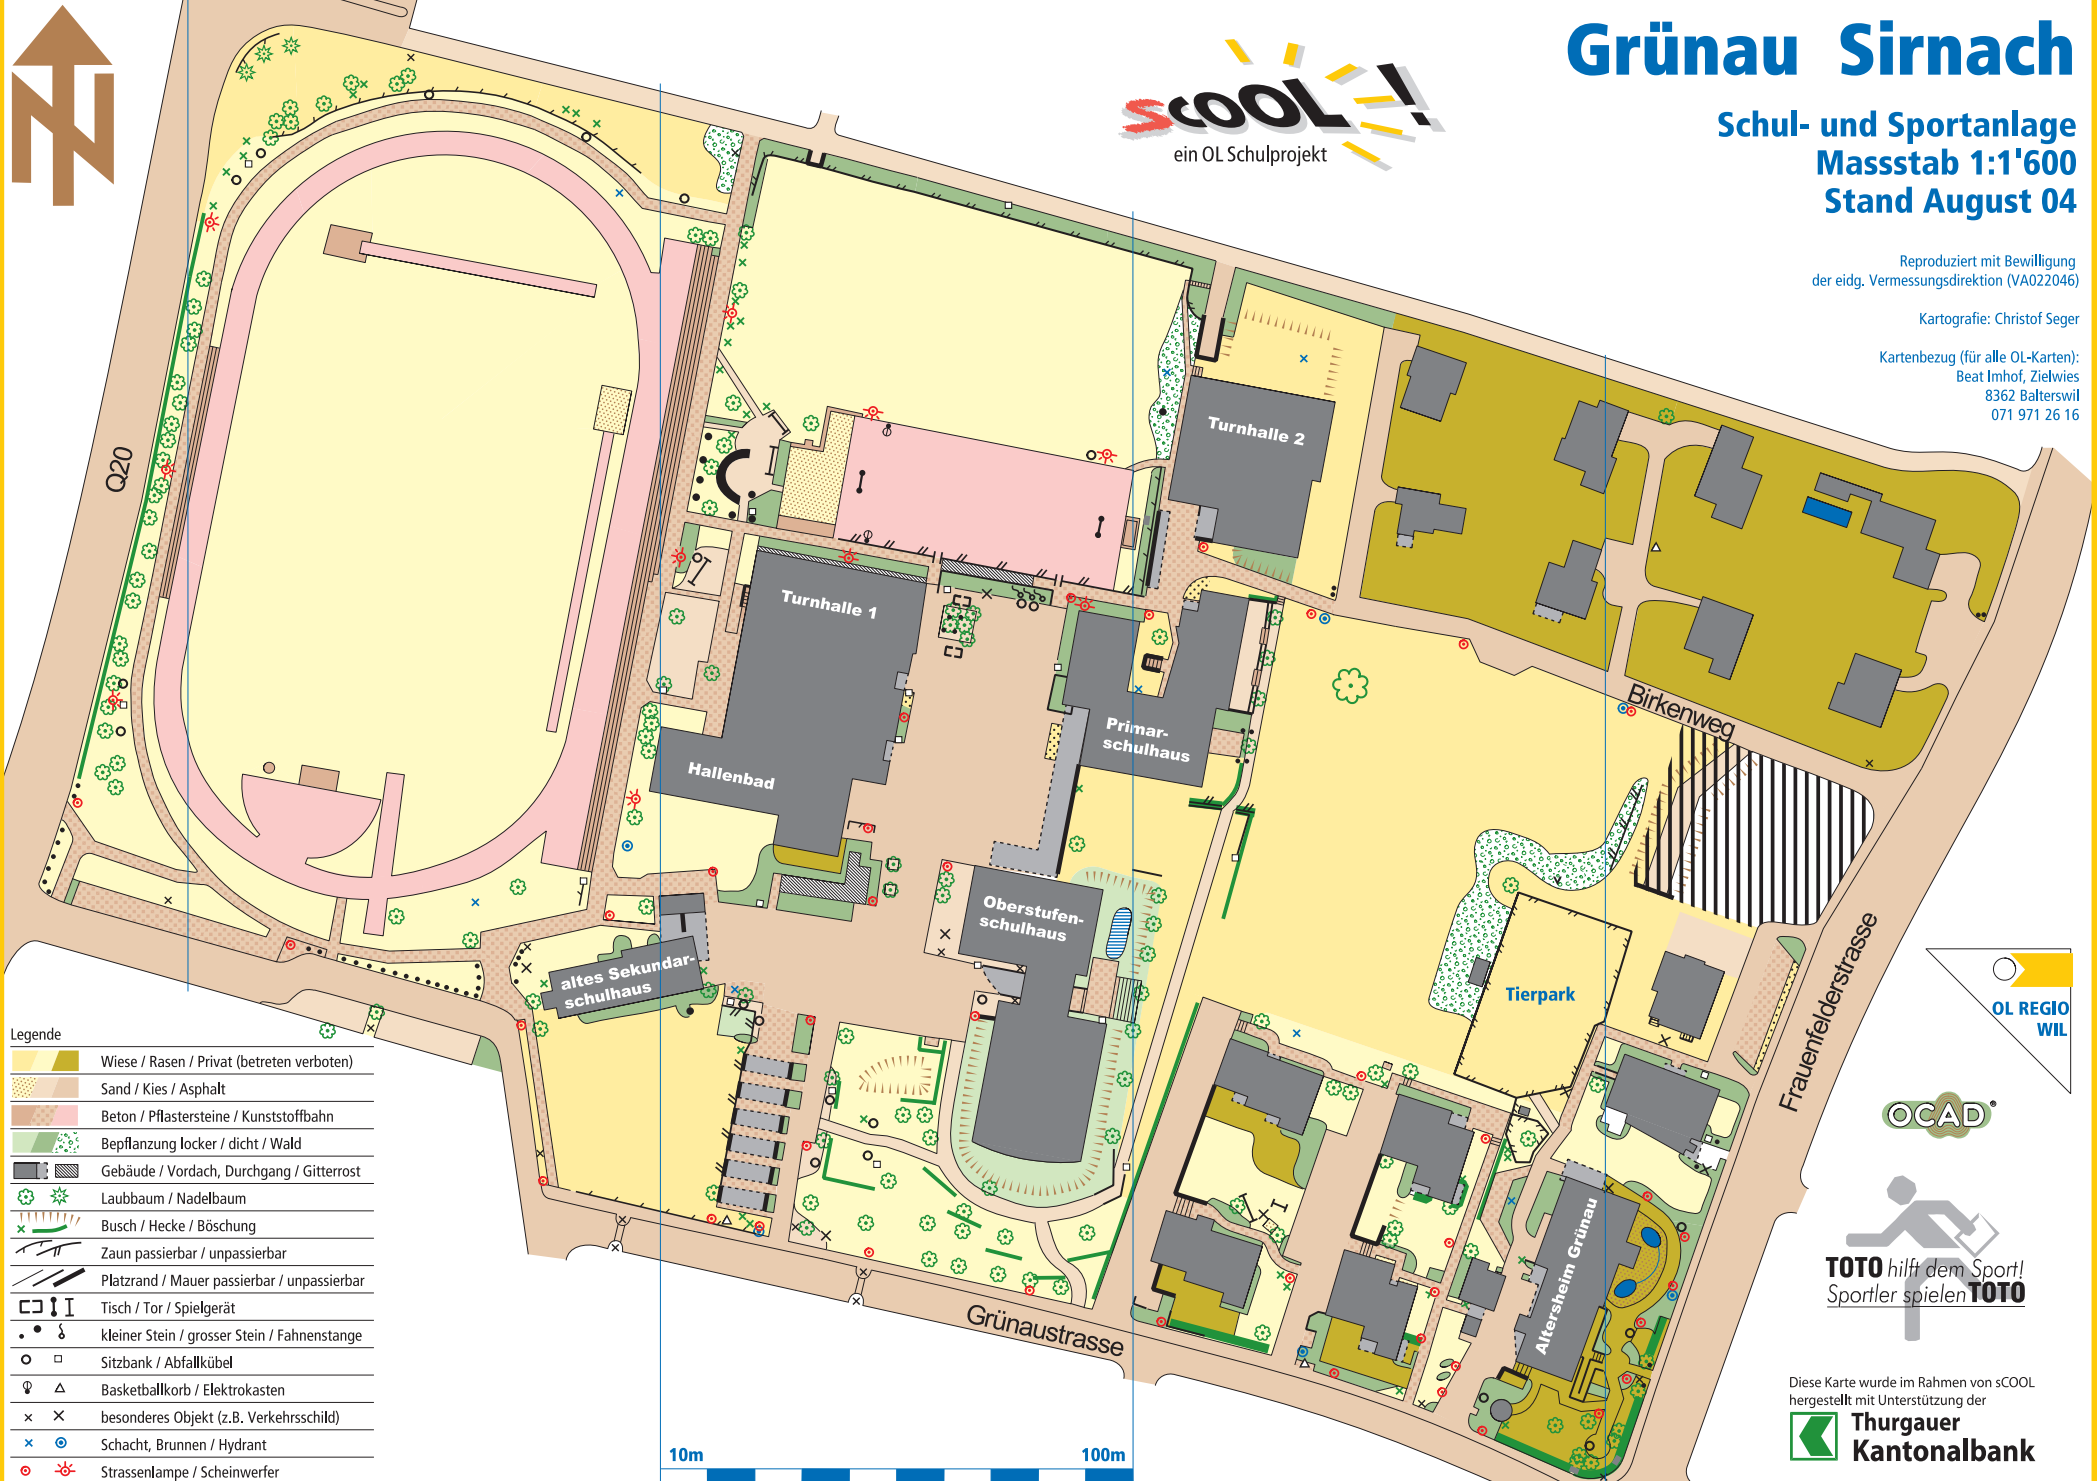 Grünau Sirnach
Schul- und Sportanlage
Massstab 1:1'600
Stand August 04
Reproduziert mit Bewilligung
der eidg. Vermessungsdirektion (VA022046)
Kartografie: Christof Seger
Kartenbezug (für alle OL-Karten):
Beat Imhof, Zielwies
8362 Balterswil
071 971 26 16
N
sCOOL !
ein OL Schulprojekt
Q20
Turnhalle 2
Turnhalle 1
Hallenbad
Primar-
schulhaus
Birkenweg
Oberstufen-
schulhaus
altes Sekundar-
schulhaus
Tierpark
Frauenfelderstrasse
Altersheim Grünau
Grünaustrasse
OL REGIO
WIL
OCAD®
TOTO hilft dem Sport!
Sportler spielen TOTO
Diese Karte wurde im Rahmen von sCOOL
hergestellt mit Unterstützung der
Thurgauer
Kantonalbank
Legende
Wiese / Rasen / Privat (betreten verboten)
Sand / Kies / Asphalt
Beton / Pflastersteine / Kunststoffbahn
Bepflanzung locker / dicht / Wald
Gebäude / Vordach, Durchgang / Gitterrost
Laubbaum / Nadelbaum
Busch / Hecke / Böschung
Zaun passierbar / unpassierbar
Platzrand / Mauer passierbar / unpassierbar
Tisch / Tor / Spielgerät
kleiner Stein / grosser Stein / Fahnenstange
Sitzbank / Abfallkübel
Basketballkorb / Elektrokasten
besonderes Objekt (z.B. Verkehrsschild)
Schacht, Brunnen / Hydrant
Strassenlampe / Scheinwerfer
10m 100m